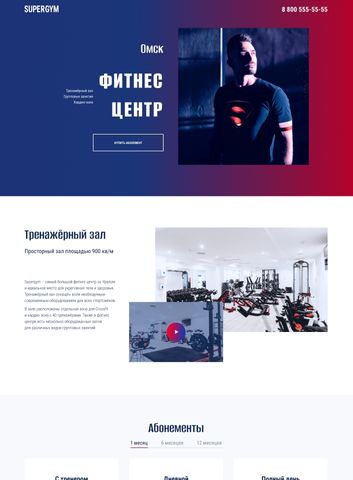 SUPERGYM
8 800 555-55-55
Омск
ФИТНЕС
ЦЕНТР
Тренажёрный зал
Групповые занятия
Кардио-зона
КУПИТЬ АБОНЕМЕНТ
Тренажёрный зал
Просторный зал площадью 900 кв/м
Supergym – самый большой фитнес-центр за Уралом
и идеальное место для укрепления тела и здоровья.
Тренажёрный зал оснащён всем необходимым
современным оборудованием для всех спортсменов.
В зале расположены отдельная зона для CrossFit
и кардио-зона с 40 тренажёрами. Также в фитнес
центре есть несколько оборудованных залов
для различных видов групповых занятий.
Абонементы
1 месяц
6 месяцев
12 месяцев
С тренером
Дневной
Полный день